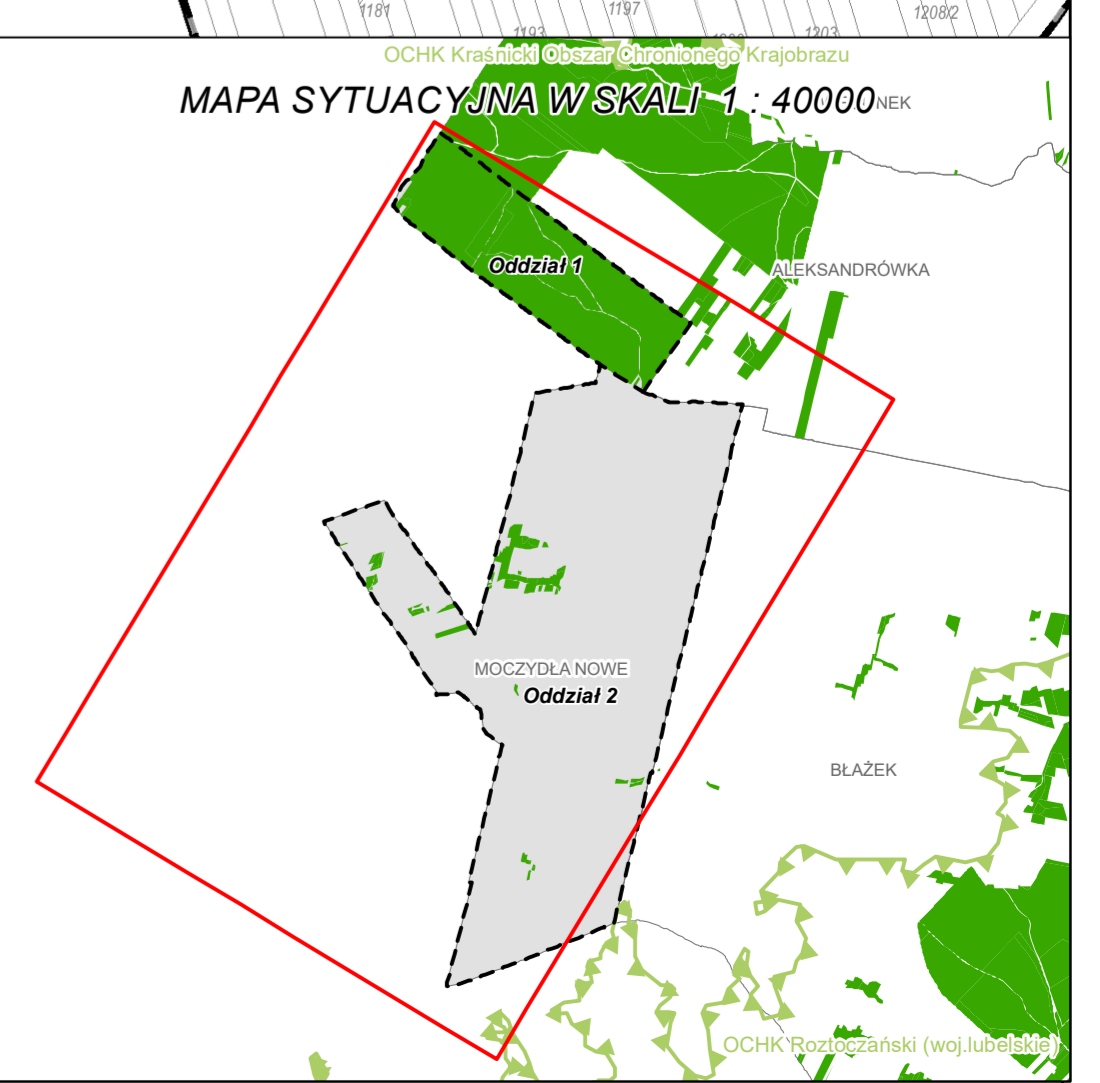 1181
1197
1208/2
1193
1203
OCHK Kraśnicki Obszar Chronionego Krajobrazu
MAPA SYTUACYJNA W SKALI 1 : 40000
Oddział 1
ALEKSANDRÓWKA
MOCZYDŁA NOWE
Oddział 2
BŁAŻEK
OCHK Roztoczański (woj.lubelskie)